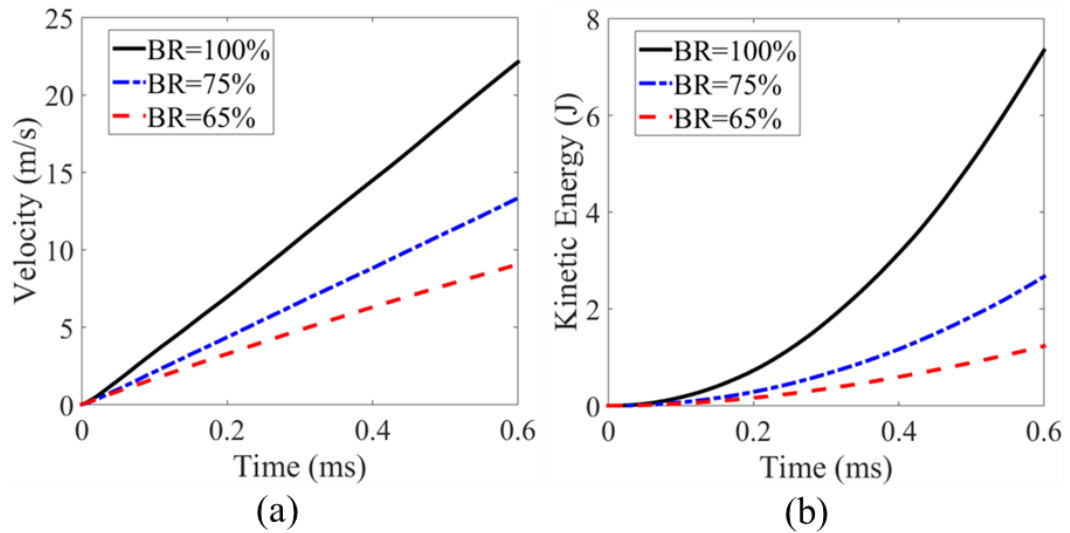 25
20
15
10
5
0
Velocity (m/s)
BR=100%
BR=75%
BR=65%
0
0.2
0.4
0.6
Time (ms)
(a)
8
6
4
2
0
Kinetic Energy (J)
BR=100%
BR=75%
BR=65%
0
0.2
0.4
0.6
Time (ms)
(b)